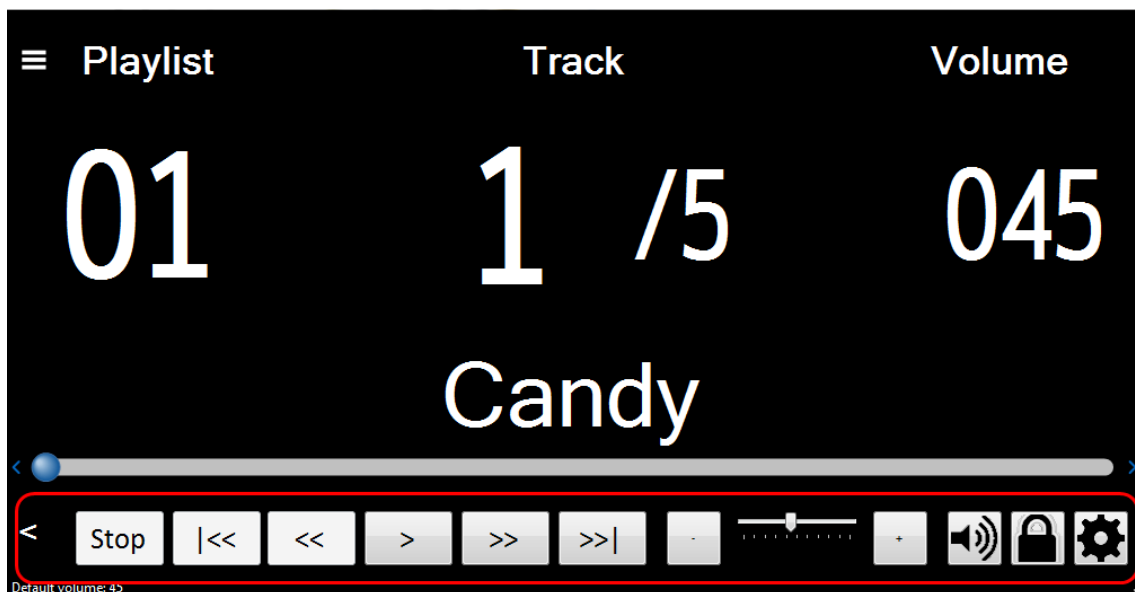 Playlist Track Volume
01 1 /5 045
Candy
< >
< Stop |<< << > >> >>| - +
Default volume: 45